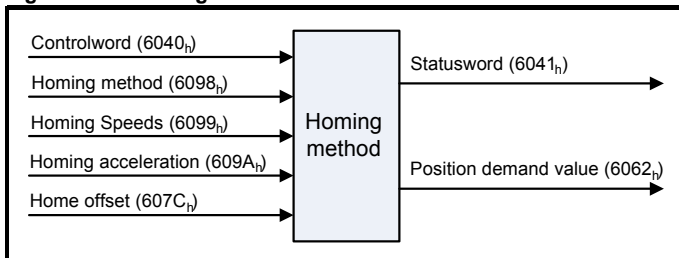 Controlword (6040h)
Homing method (6098h)
Homing Speeds (6099h)
Homing acceleration (609Ah)
Home offset (607Ch)
Homing
method
Statusword (6041h)
Position demand value (6062h)